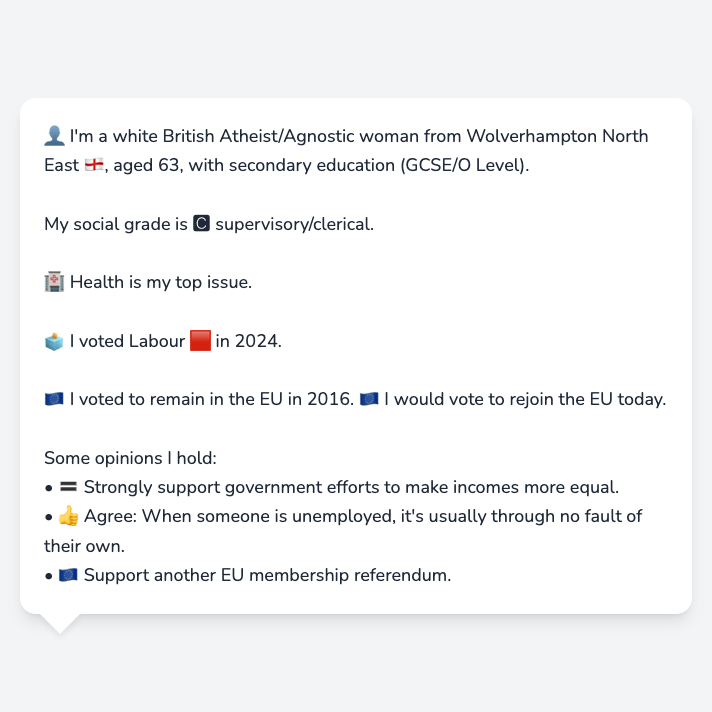 👤 I'm a white British Atheist/Agnostic woman from Wolverhampton North
East 🏴󠁧󠁢󠁥󠁮󠁧󠁿, aged 63, with secondary education (GCSE/O Level).
My social grade is 🅲 supervisory/clerical.
🏥 Health is my top issue.
🗳️ I voted Labour 🟥 in 2024.
🇪🇺 I voted to remain in the EU in 2016. 🇪🇺 I would vote to rejoin the EU today.
Some opinions I hold:
• 🟰 Strongly support government efforts to make incomes more equal.
• 👍 Agree: When someone is unemployed, it's usually through no fault of
their own.
• 🇪🇺 Support another EU membership referendum.